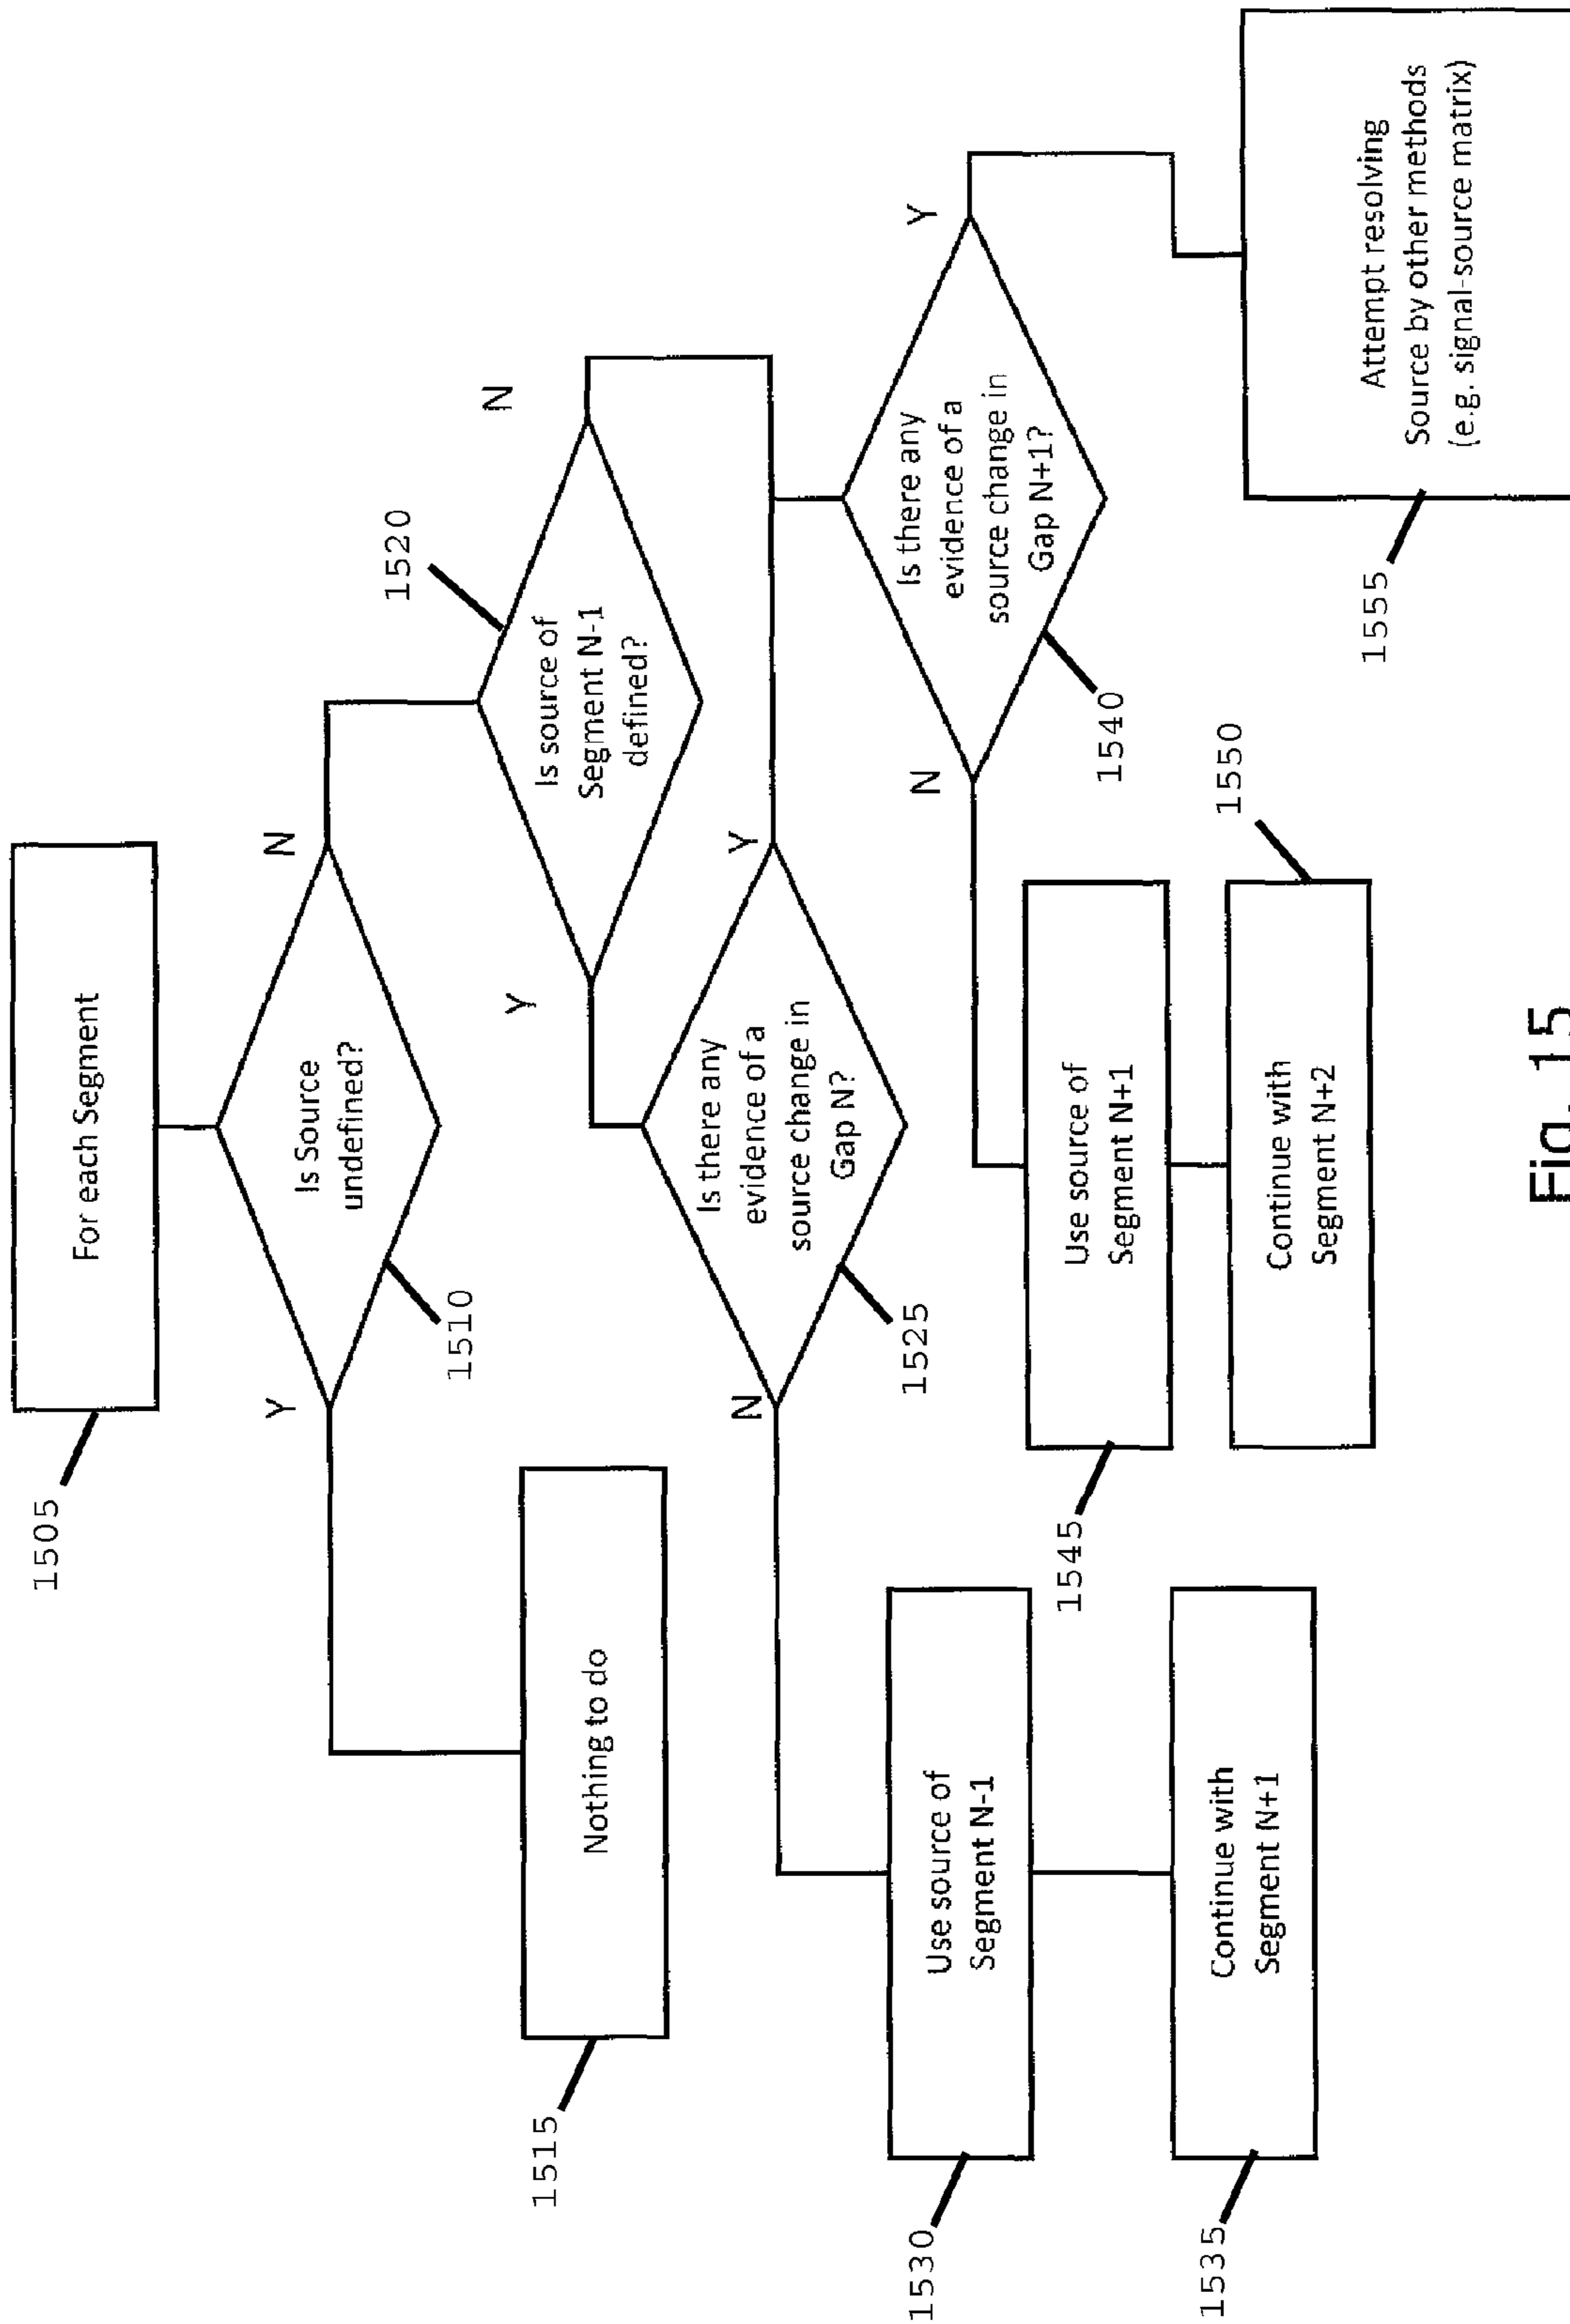 1505
For each Segment
Y
Is Source
undefined?
N
1510
1520
Nothing to do
1515
Y
Is source of
Segment N-1
defined?
N
N
Is there any
evidence of a
source change in
Gap N?
Y
1525
Use source of
Segment N-1
1530
Continue with
Segment N+1
1535
N
Is there any
evidence of a
source change in
Gap N+1?
Y
1540
Use source of
Segment N+1
1545
Continue with
Segment N+2
1550
Attempt resolving
Source by other methods
(e.g. signal-source matrix)
1555
Fig. 15